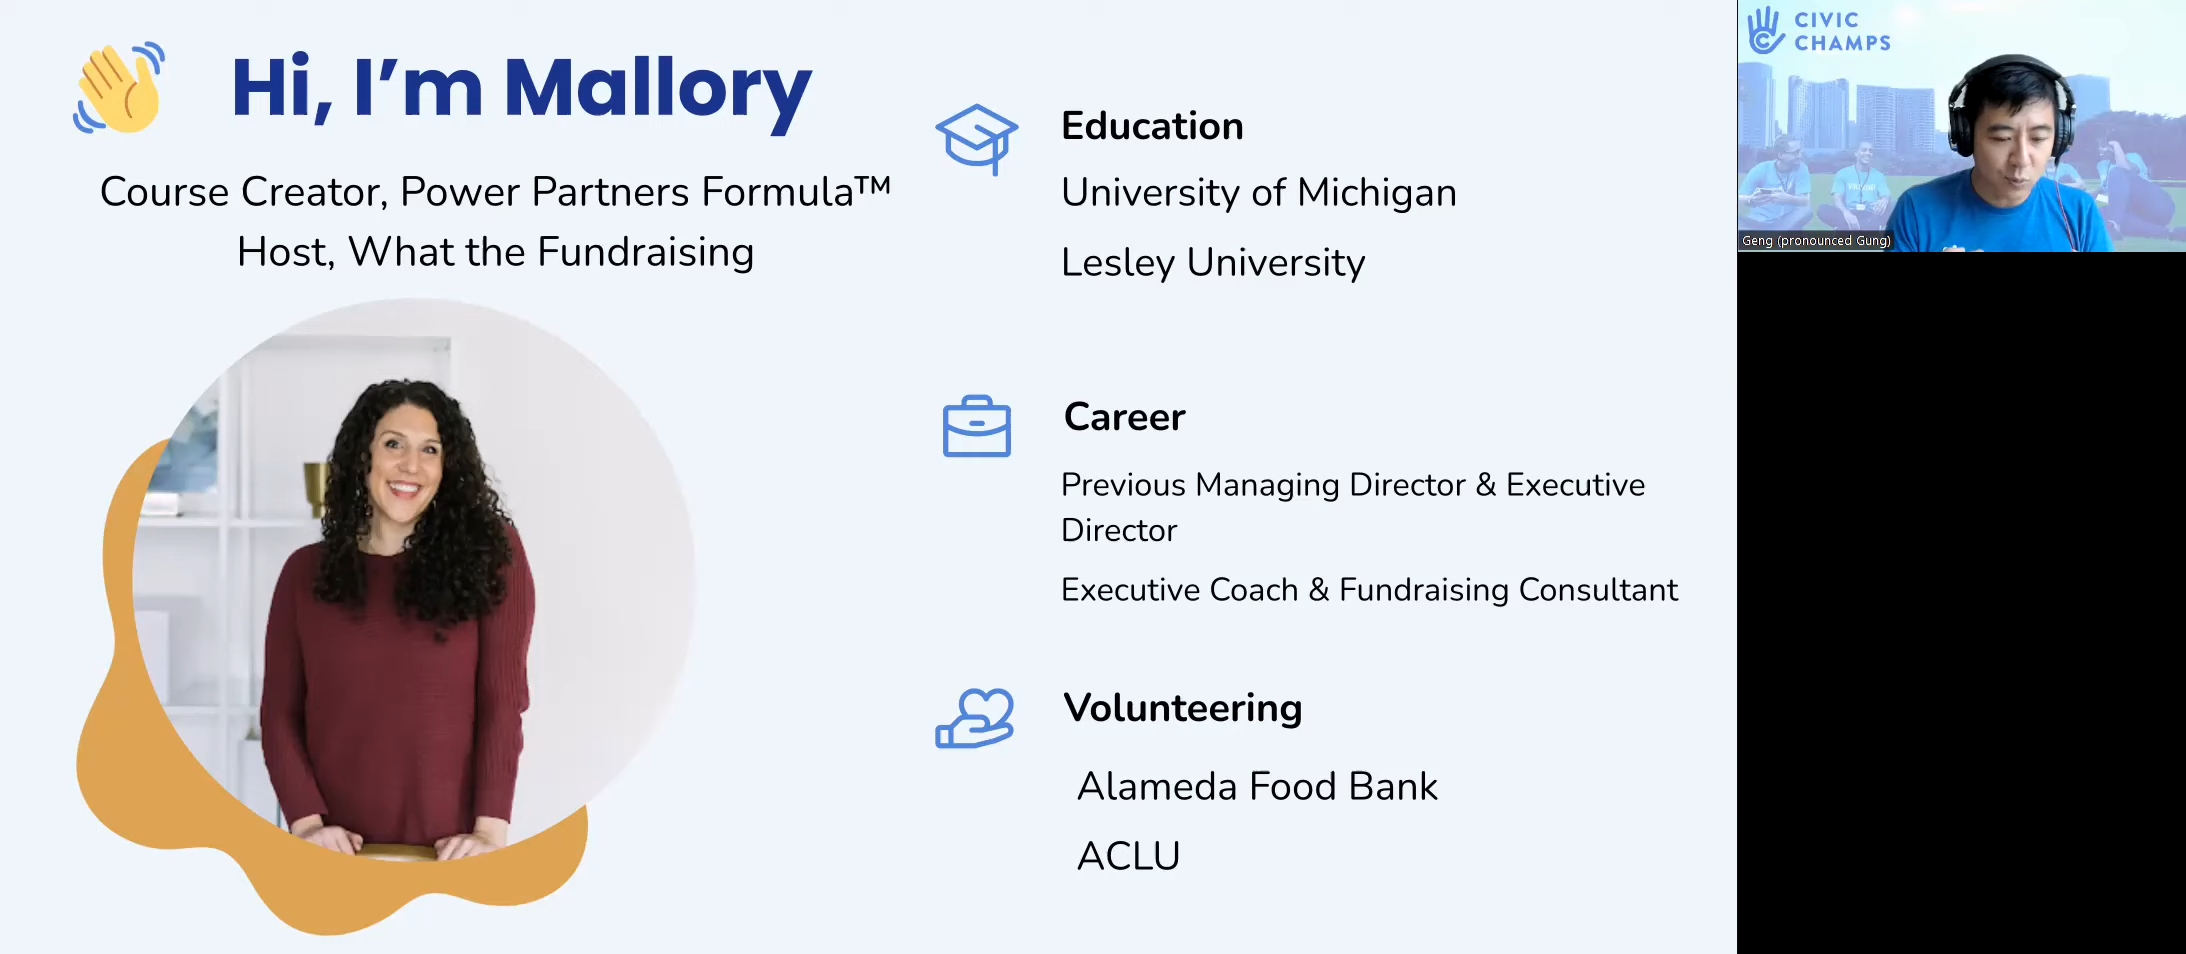 Hi, I’m Mallory
Course Creator, Power Partners Formula™
Host, What the Fundraising
Education
University of Michigan
Lesley University
Career
Previous Managing Director & Executive
Director
Executive Coach & Fundraising Consultant
Volunteering
Alameda Food Bank
ACLU
CIVIC
CHAMPS
Geng (pronounced Gung)